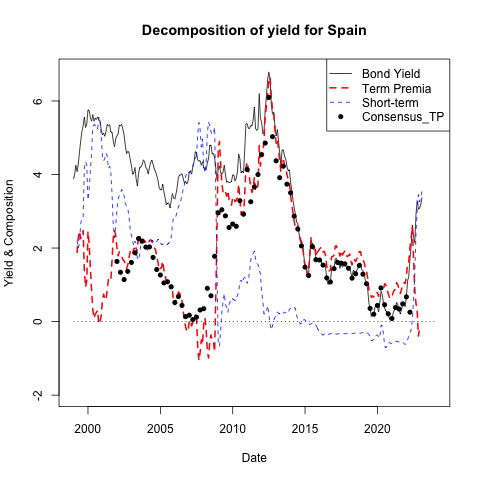 Decomposition of yield for Spain
Bond Yield
Term Premia
Short-term
Consensus_TP
Yield & Composition
6
4
2
0
-2
2000 2005 2010 2015 2020
Date